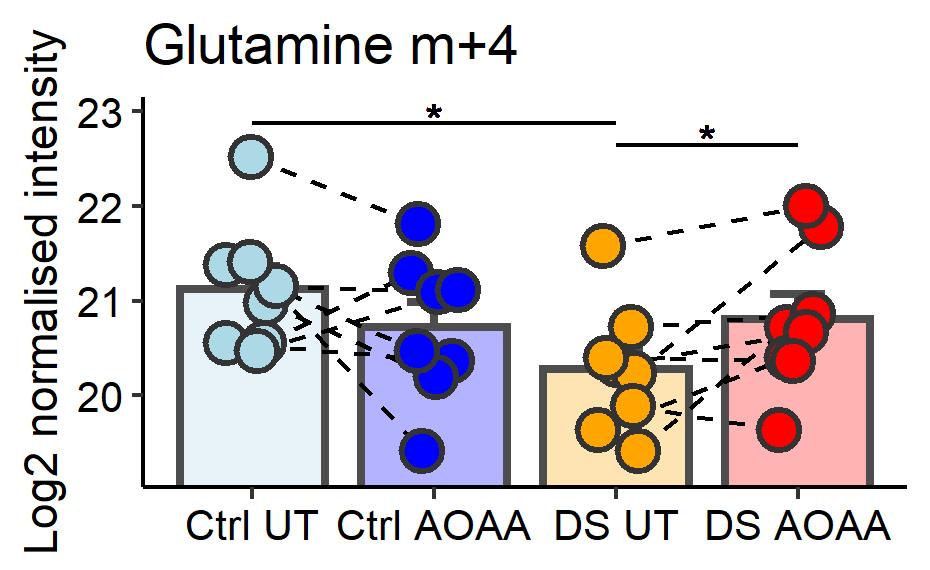 Glutamine m+4
Log2 normalised intensity
23
22
21
20
*
*
Ctrl UT
Ctrl AOAA
DS UT
DS AOAA